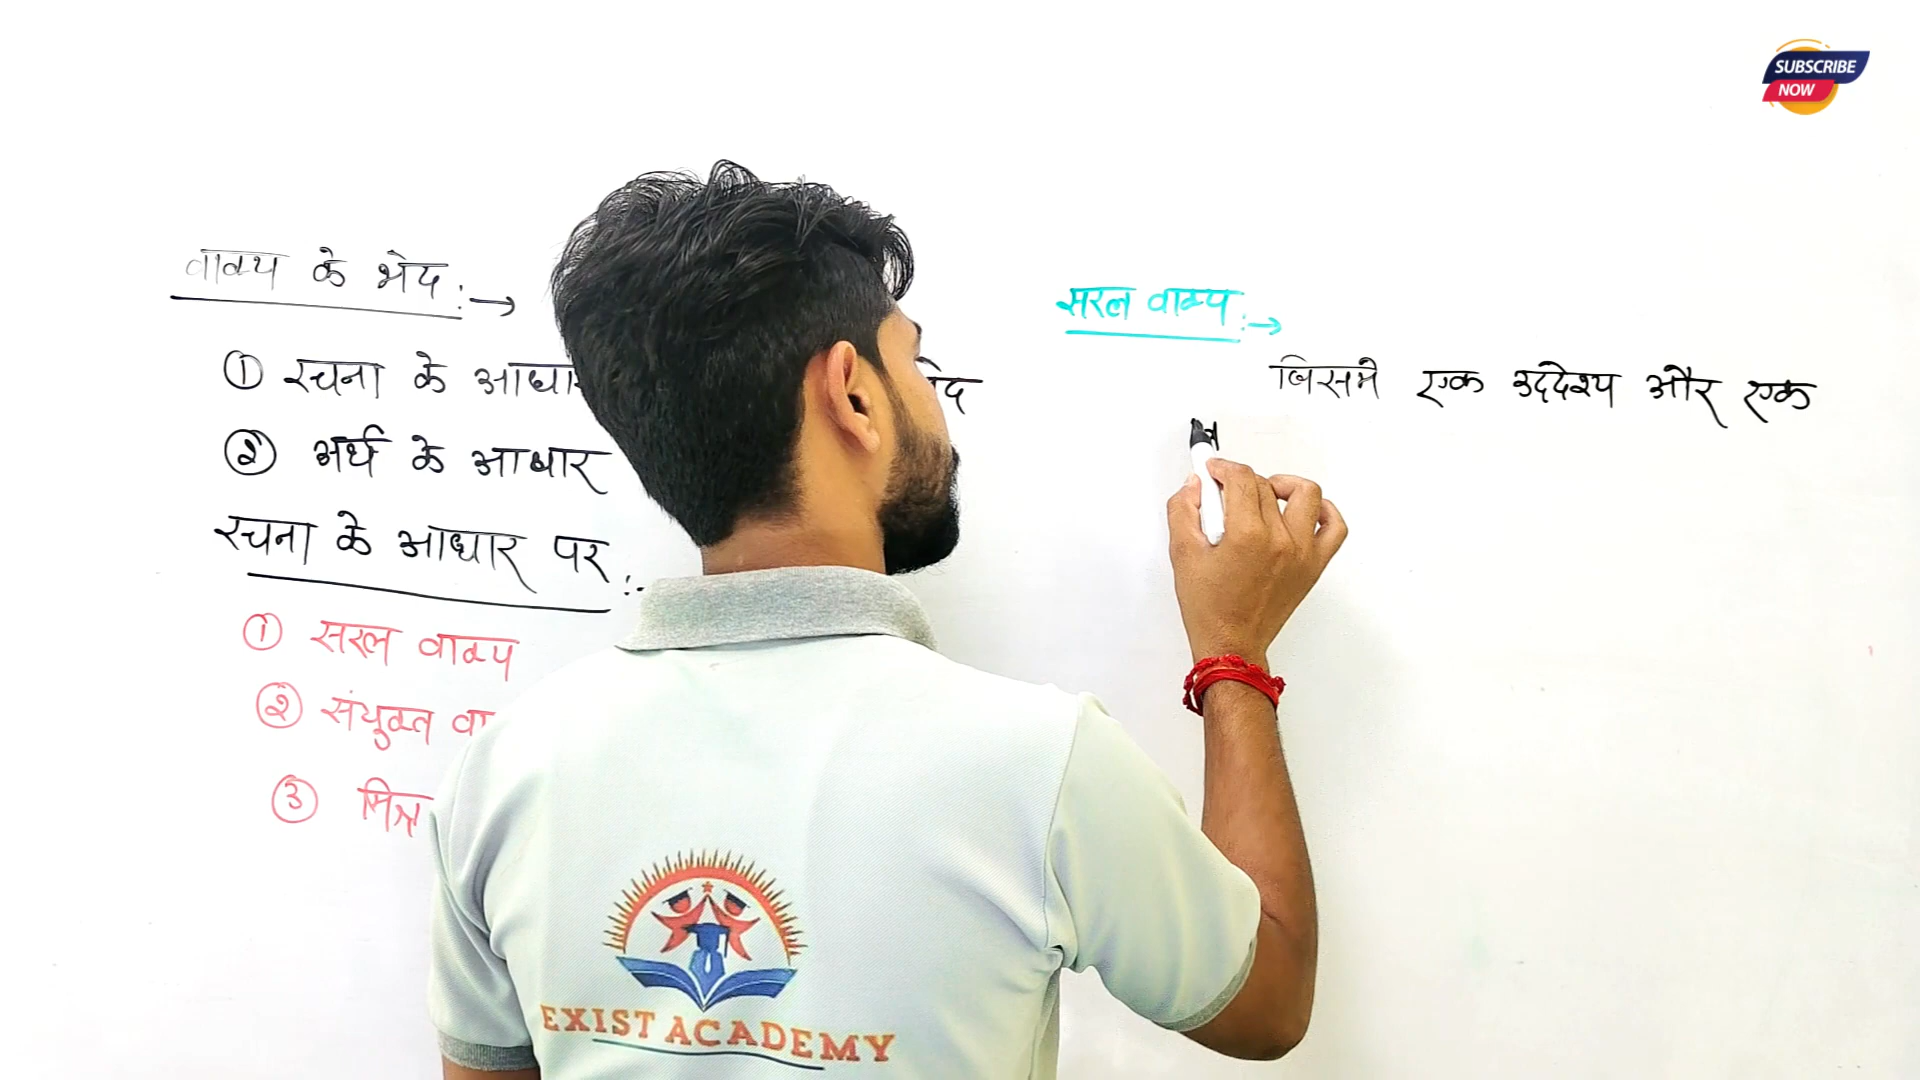 वाक्य के भेद :→
① रचना के आधार
② अर्थ के आधार
रचना के आधार पर :-
① सरल वाक्य
② संयुक्त वा
③ मिश्र
सरल वाक्य :→
जिसमे एक उद्देश्य और एक
SUBSCRIBE
NOW
EXIST ACADEMY